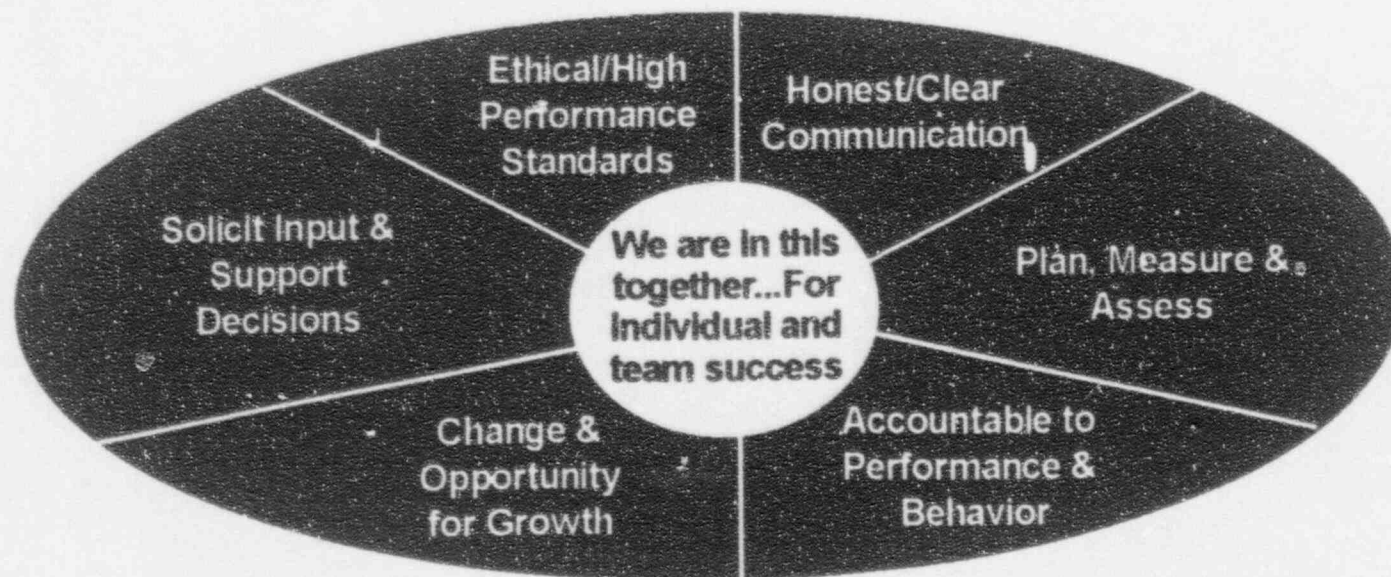 Ethical/High
Performance
Standards
Honest/Clear
Communication
Solicit Input &
Support
Decisions
We are in this
together...For
individual and
team success
Plan, Measure &
Assess
Change &
Opportunity
for Growth
Accountable to
Performance &
Behavior